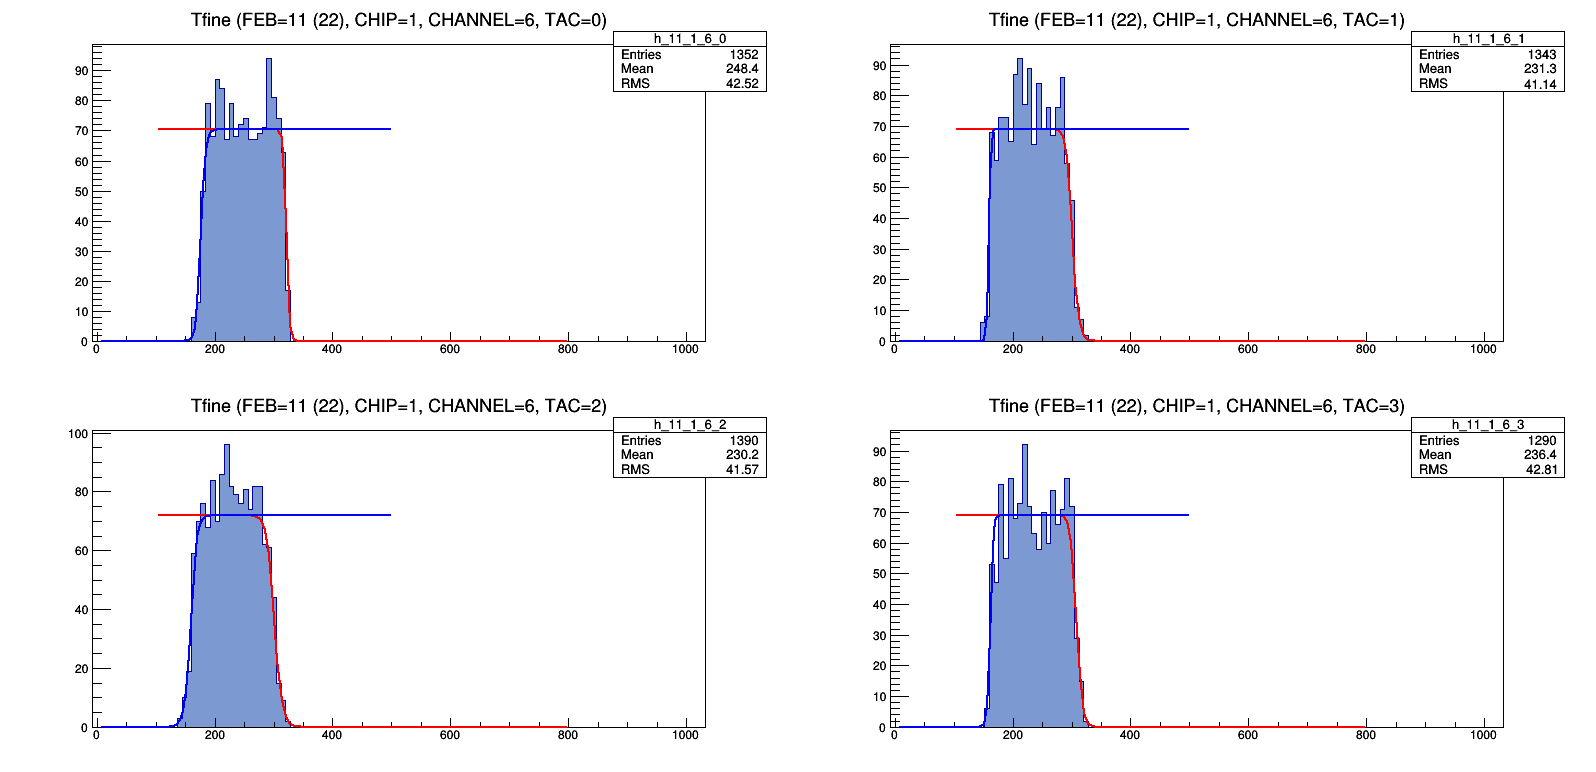 Tfine (FEB=11 (22), CHIP=1, CHANNEL=6, TAC=0)
h_11_1_6_0
Entries 1352
Mean 248.4
RMS 42.52
90
80
70
60
50
40
30
20
10
0
0 200 400 600 800 1000
Tfine (FEB=11 (22), CHIP=1, CHANNEL=6, TAC=1)
h_11_1_6_1
Entries 1343
Mean 231.3
RMS 41.14
90
80
70
60
50
40
30
20
10
0
0 200 400 600 800 1000
Tfine (FEB=11 (22), CHIP=1, CHANNEL=6, TAC=2)
h_11_1_6_2
Entries 1390
Mean 230.2
RMS 41.57
100
80
60
40
20
0
0 200 400 600 800 1000
Tfine (FEB=11 (22), CHIP=1, CHANNEL=6, TAC=3)
h_11_1_6_3
Entries 1290
Mean 236.4
RMS 42.81
90
80
70
60
50
40
30
20
10
0
0 200 400 600 800 1000